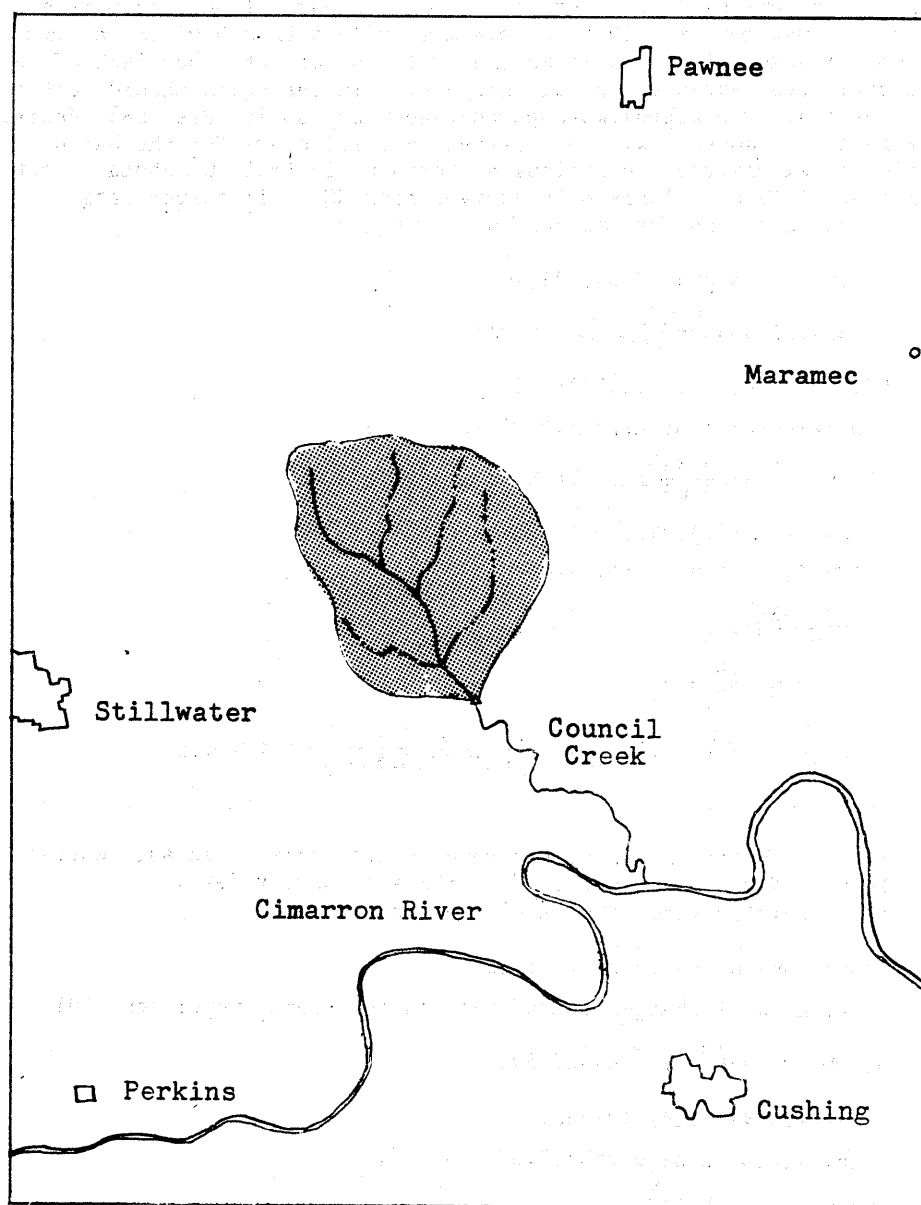 Pawnee
Maramec
Stillwater
Council
Creek
Cimarron River
Perkins
Cushing